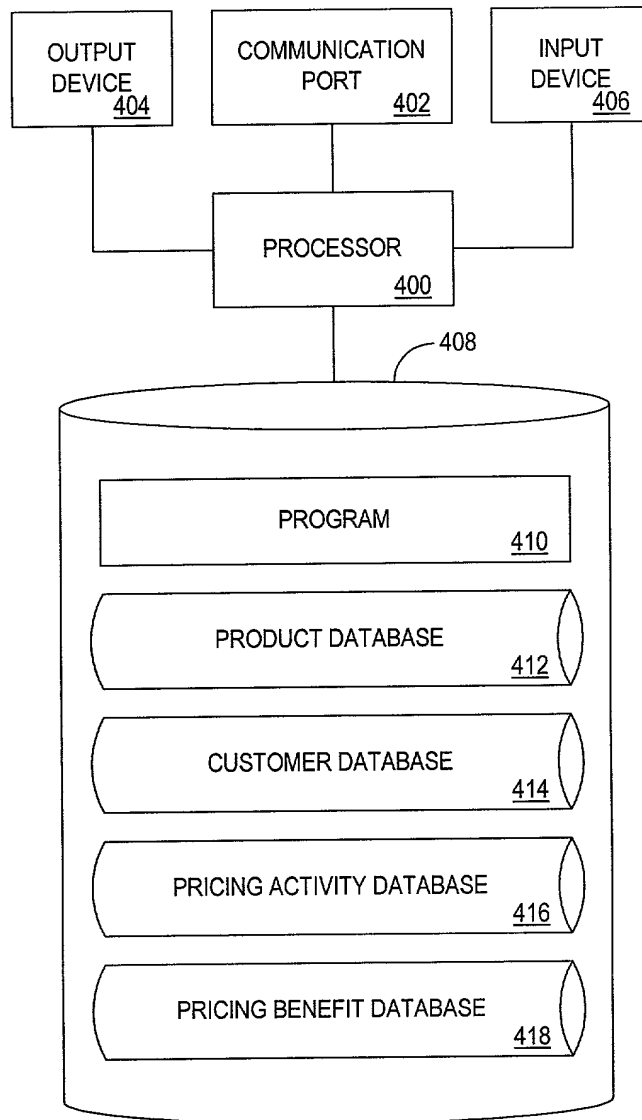 OUTPUT
DEVICE
404
COMMUNICATION
PORT
402
INPUT
DEVICE
406
PROCESSOR
400
408
PROGRAM
410
PRODUCT DATABASE
412
CUSTOMER DATABASE
414
PRICING ACTIVITY DATABASE
416
PRICING BENEFIT DATABASE
418